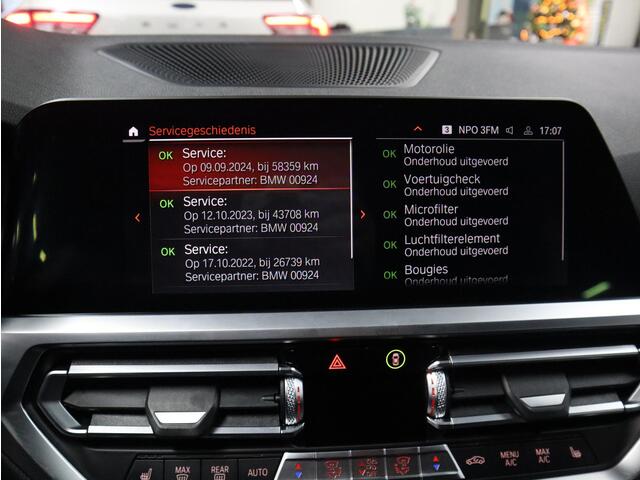 Servicegeschiedenis
3 NPO 3FM 17:07
OK Service:
Op 09.09.2024, bij 58359 km
Servicepartner: BMW 00924
OK Service:
Op 12.10.2023, bij 43708 km
Servicepartner: BMW 00924
OK Service:
Op 17.10.2022, bij 26739 km
Servicepartner: BMW 00924
OK Motorolie
Onderhoud uitgevoerd
OK Voertuigcheck
Onderhoud uitgevoerd
OK Microfilter
Onderhoud uitgevoerd
OK Luchtfilterelement
Onderhoud uitgevoerd
OK Bougies
Onderhoud uitgevoerd
MAX
REAR
AUTO
MENU
A/C
MAX
A/C